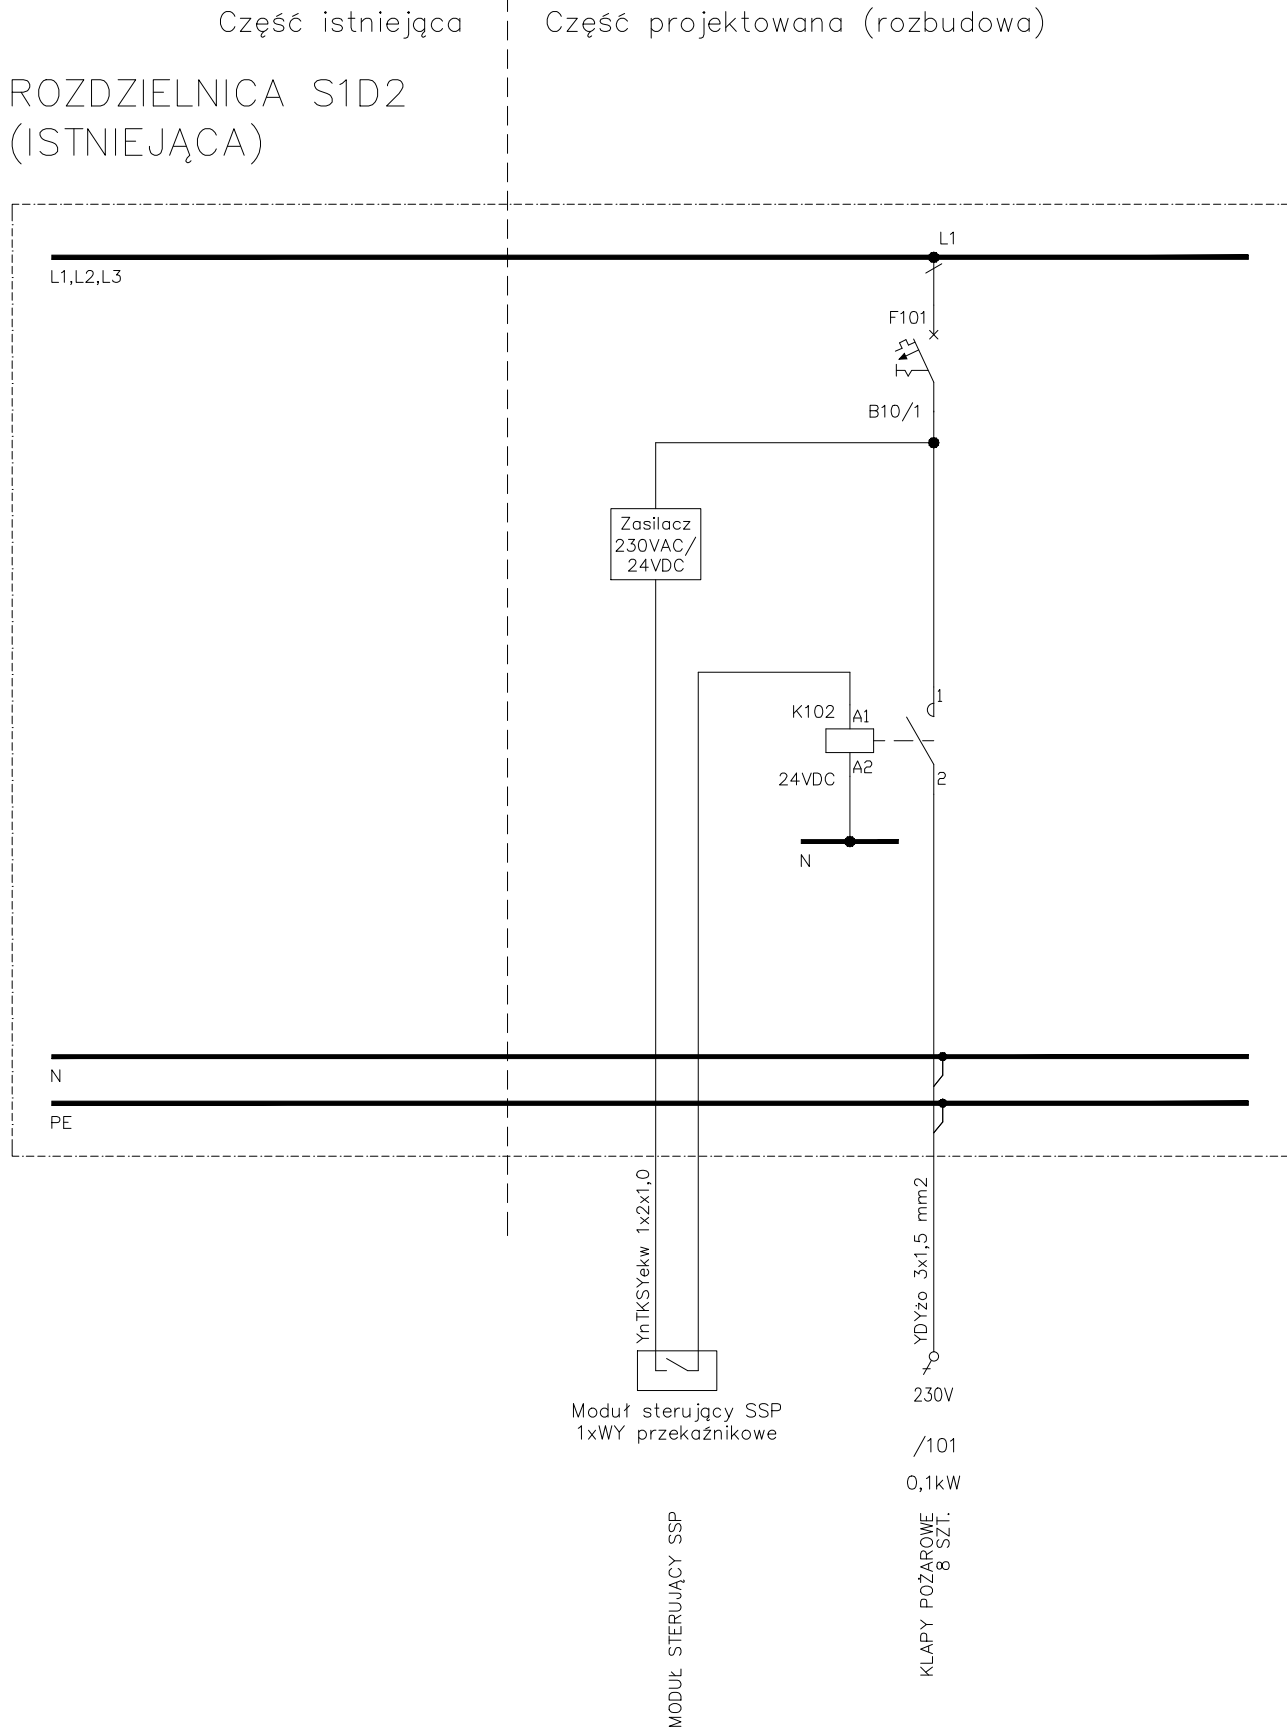 Część istniejąca
Część projektowana (rozbudowa)
ROZDZIELNICA S1D2
(ISTNIEJĄCA)
L1
L1,L2,L3
F101
B10/1
Zasilacz
230VAC/
24VDC
1
K102
A1
A2
24VDC
2
N
N
PE
YnTKSYekw 1x2x1,0
YDYżo 3x1,5 mm2
Moduł sterujący SSP
1xWY przekaźnikowe
230V
/101
0,1kW
MODUŁ STERUJĄCY SSP
KLAPY POŻAROWE
8 SZT.